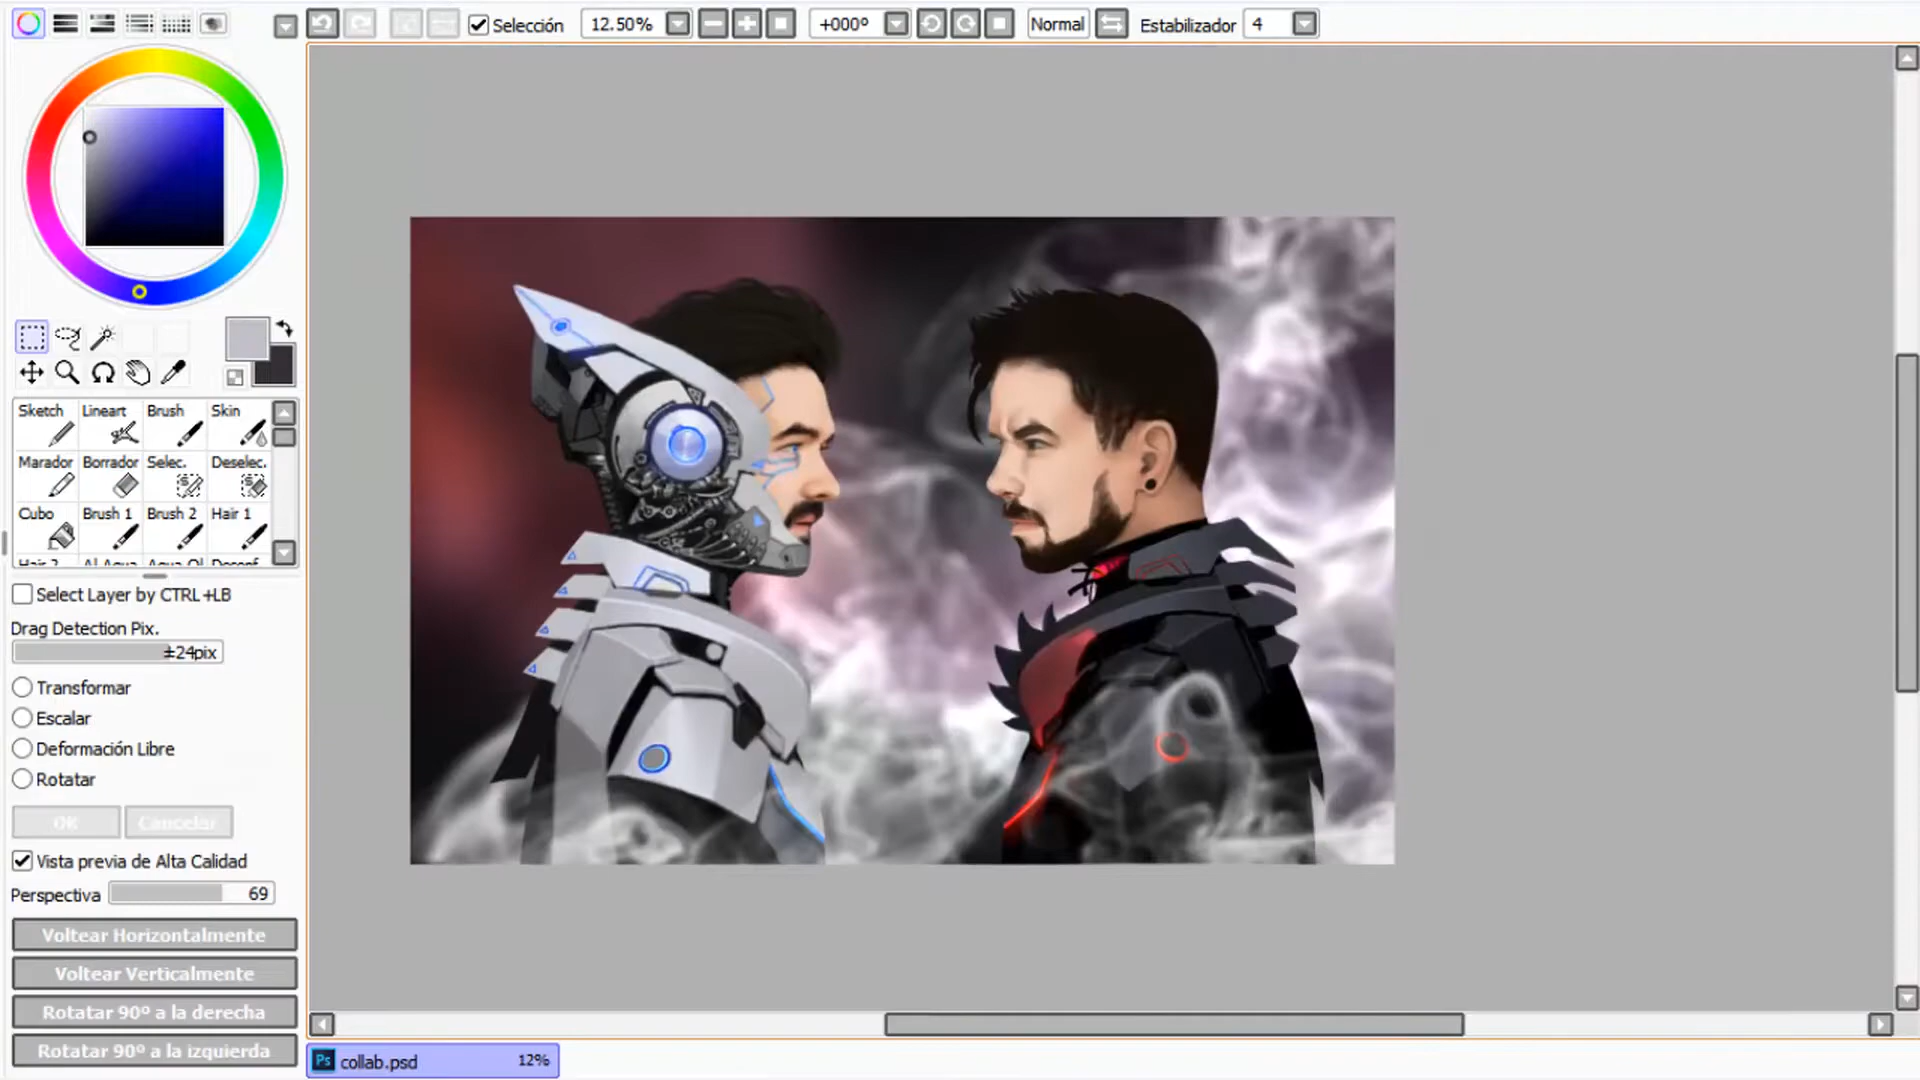 Selección 12.50% +000º Normal Estabilizador 4
Sketch Lineart Brush Skin
Marador Borrador Selec. Deselec.
Cubo Brush 1 Brush 2 Hair 1
Select Layer by CTRL +LB
Drag Detection Pix.
±24pix
Transformar
Escalar
Deformación Libre
Rotatar
OK Cancelar
Vista previa de Alta Calidad
Perspectiva 69
Voltear Horizontalmente
Voltear Verticalmente
Rotatar 90º a la derecha
Rotatar 90º a la izquierda
Ps collab.psd 12%